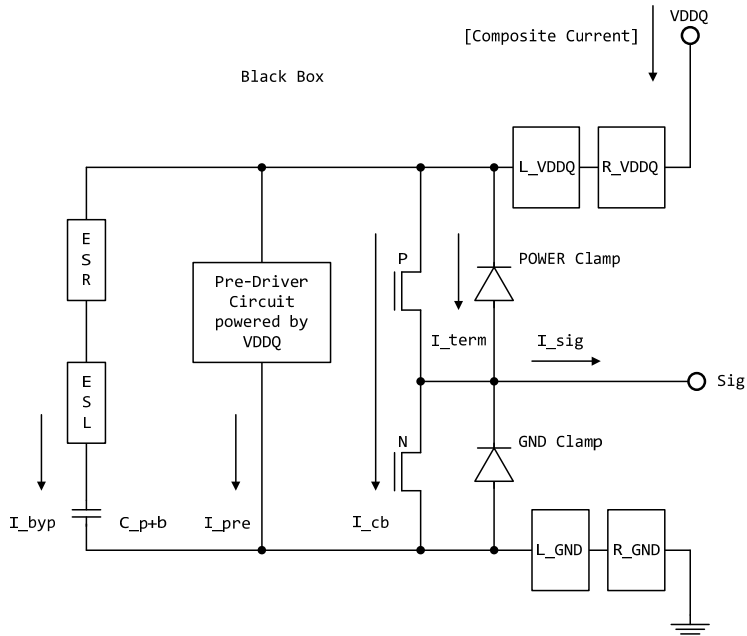 VDDQ
[Composite Current]
Black Box
L_VDDQ
R_VDDQ
E
S
R
P
POWER Clamp
Pre-Driver
Circuit
powered by
VDDQ
I_term
I_sig
E
S
L
Sig
N
GND Clamp
I_byp
C_p+b
I_pre
I_cb
L_GND
R_GND